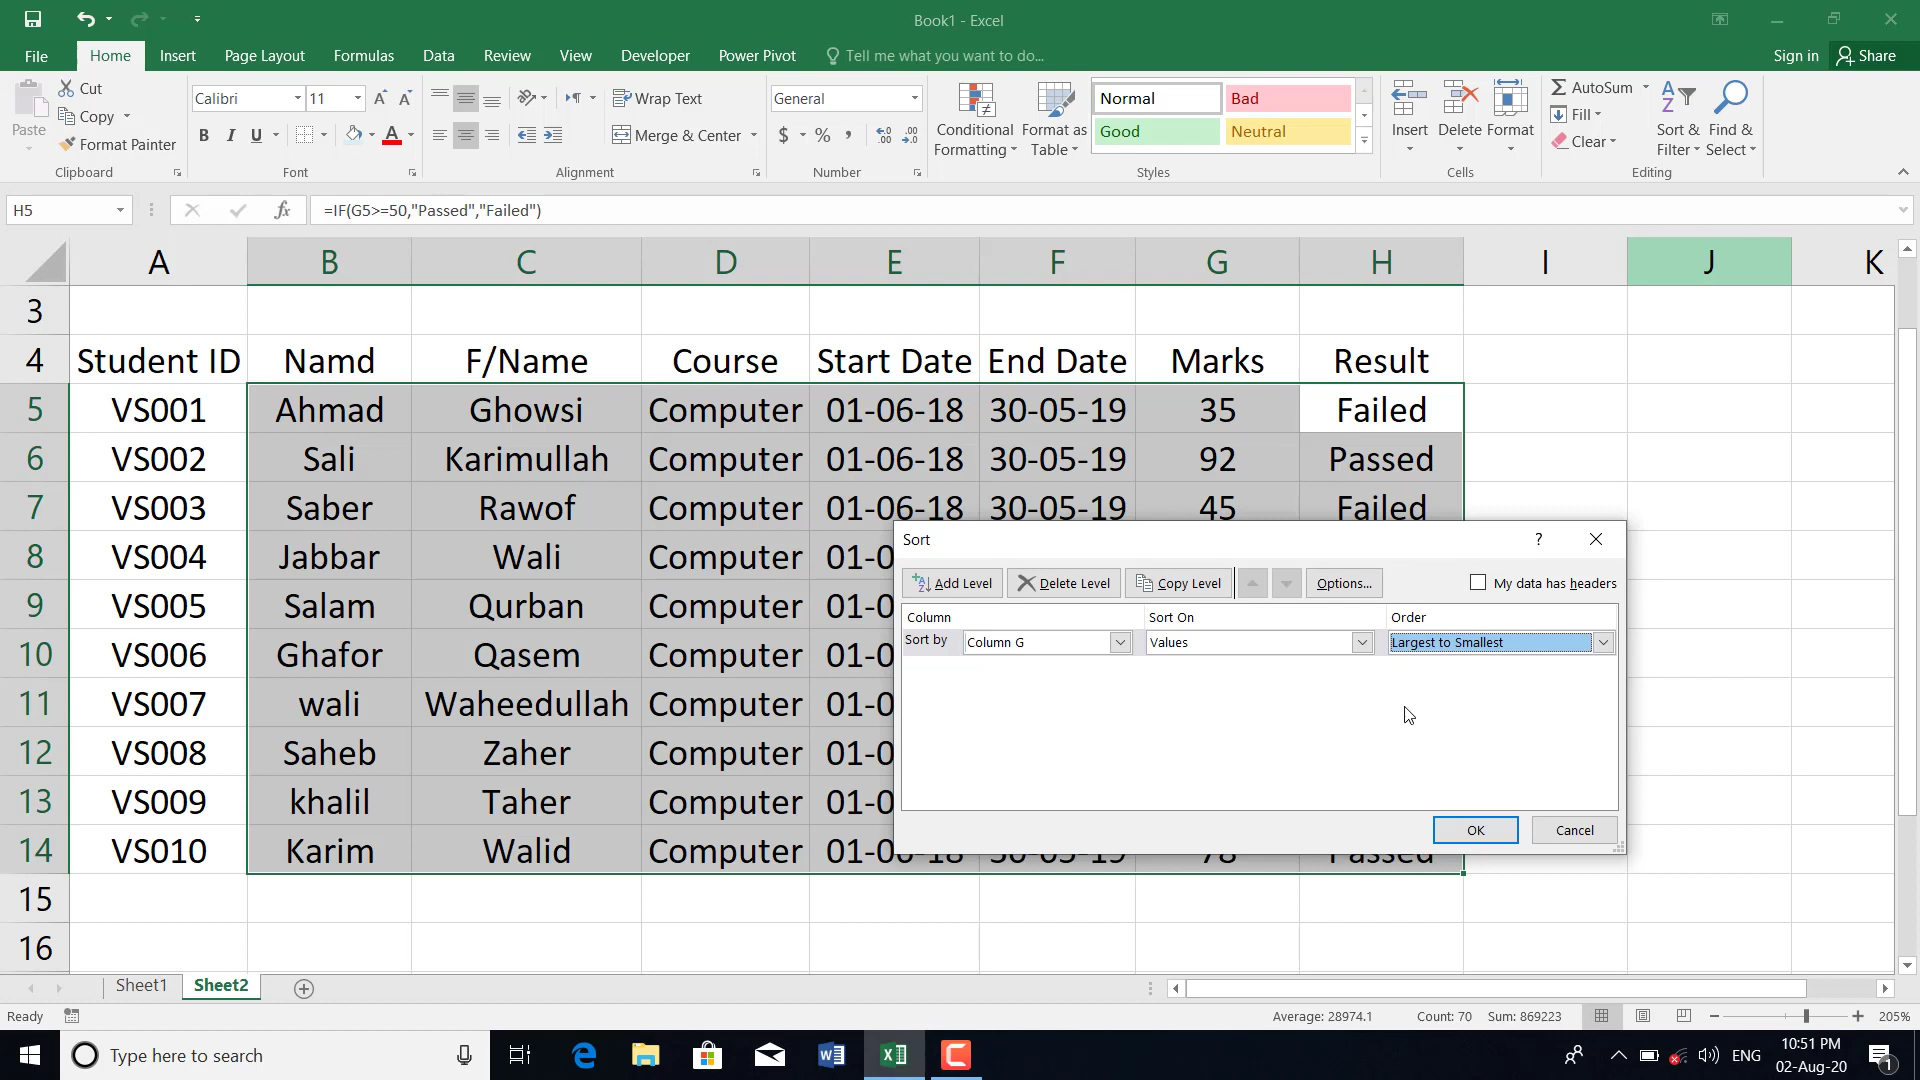 Book1 - Excel
File Home Insert Page Layout Formulas Data Review View Developer Power Pivot Tell me what you want to do... Sign in Share
Paste
Cut
Copy
Format Painter
Clipboard
Calibri 11
B I U
Font
Wrap Text
Merge & Center
Alignment
General
$ % ,
Number
Conditional Formatting
Format as Table
Normal Bad
Good Neutral
Styles
Insert Delete Format
Cells
AutoSum
Fill
Clear
Sort & Filter
Find & Select
Editing
H5 fx =IF(G5>=50,"Passed","Failed")
A B C D E F G H I J K
3
4 Student ID Namd F/Name Course Start Date End Date Marks Result
5 VS001 Ahmad Ghowsi Computer 01-06-18 30-05-19 35 Failed
6 VS002 Sali Karimullah Computer 01-06-18 30-05-19 92 Passed
7 VS003 Saber Rawof Computer 01-06-18 30-05-19 45 Failed
8 VS004 Jabbar Wali Computer 01-0
9 VS005 Salam Qurban Computer 01-0
10 VS006 Ghafor Qasem Computer 01-0
11 VS007 wali Waheedullah Computer 01-0
12 VS008 Saheb Zaher Computer 01-0
13 VS009 khalil Taher Computer 01-0
14 VS010 Karim Walid Computer 01-06-18 30-05-19 78 Passed
15
16
Sort ?
Add Level Delete Level Copy Level Options... My data has headers
Column Sort On Order
Sort by Column G Values Largest to Smallest
OK Cancel
Sheet1 Sheet2
Ready Average: 28974.1 Count: 70 Sum: 869223 205%
Type here to search
ENG
10:51 PM
02-Aug-20
1